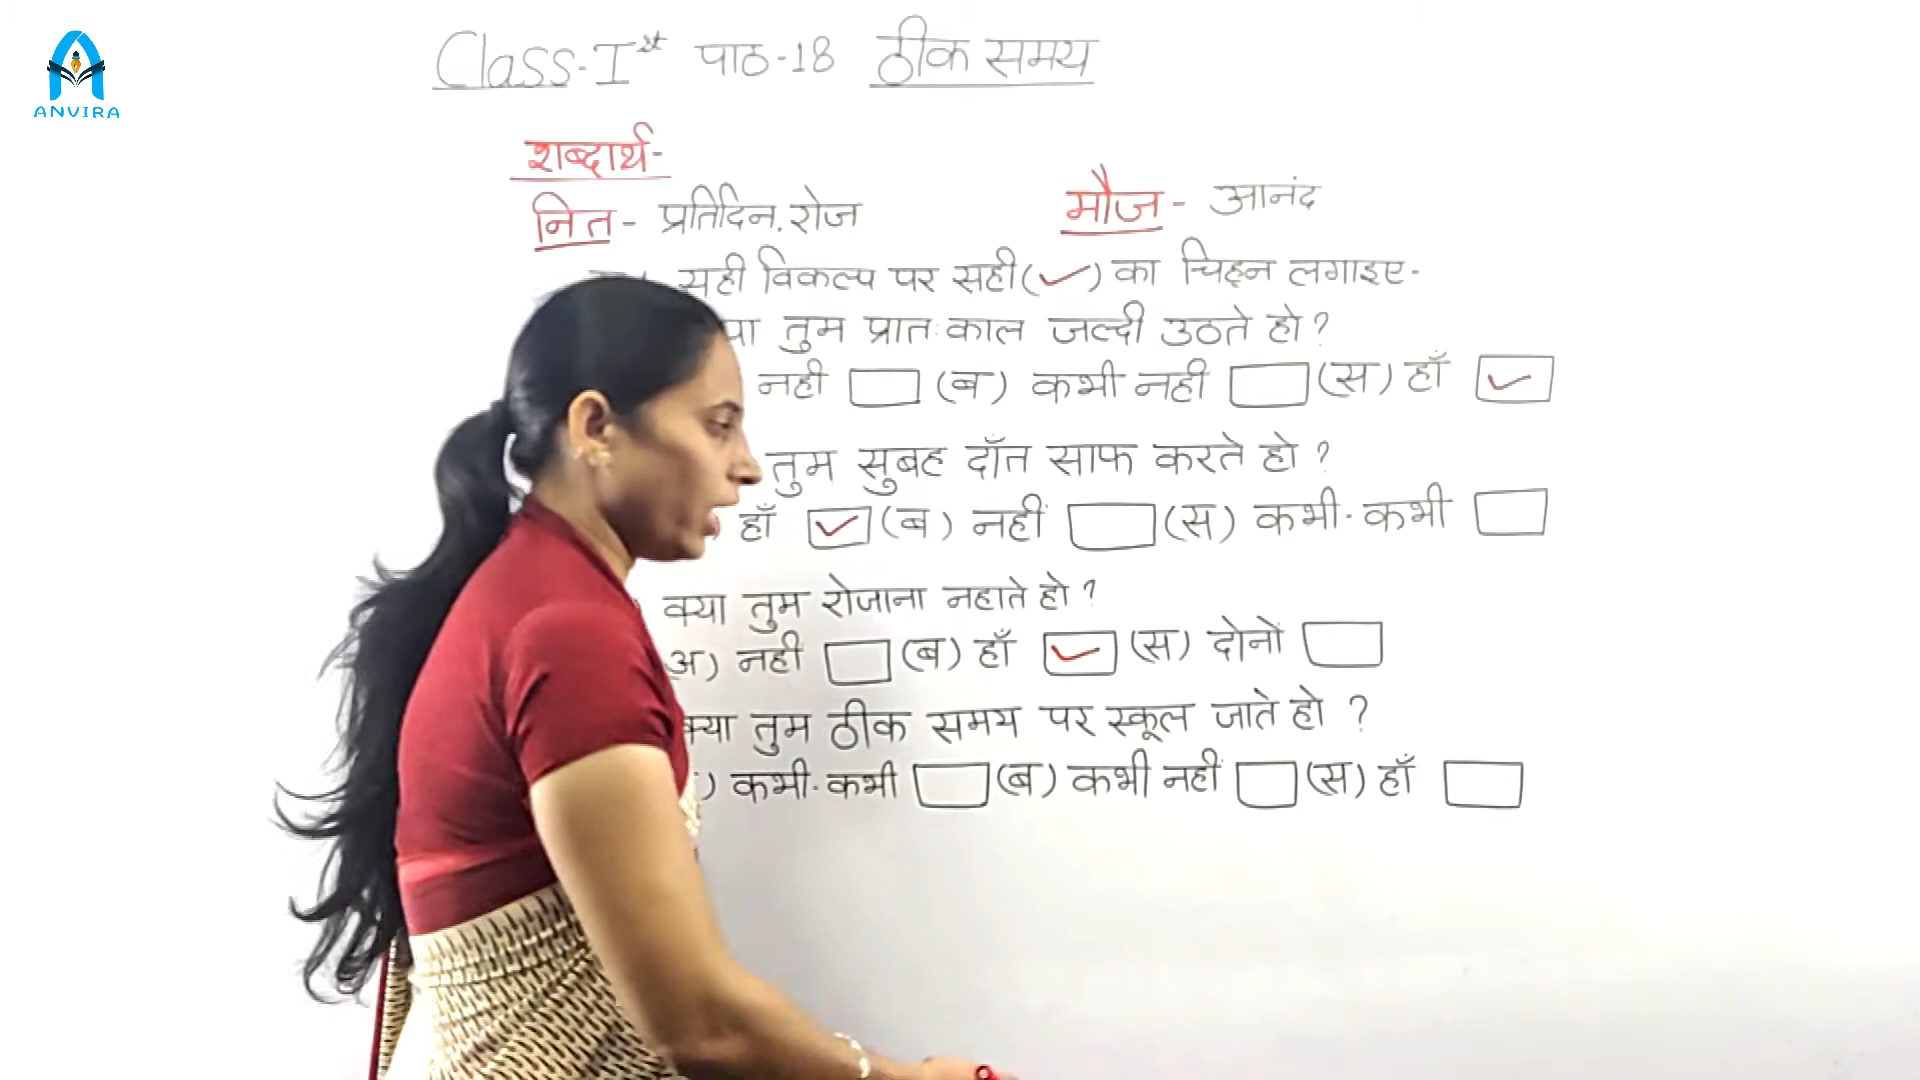 ANVIRA
Class-Ist पाठ-18 ठीक समय
शब्दार्थ-
नित- प्रतिदिन, रोज मौज- आनंद
सही विकल्प पर सही (✓) का चिह्न लगाइए-
तुम प्रात:काल जल्दी उठते हो?
नही (ब) कभी नही (स) हाँ ✓
तुम सुबह दाँत साफ करते हो?
हाँ ✓ (ब) नही (स) कभी-कभी
क्या तुम रोजाना नहाते हो?
अ) नही (ब) हाँ ✓ (स) दोनो
क्या तुम ठीक समय पर स्कूल जाते हो?
) कभी-कभी (ब) कभी नही (स) हाँ